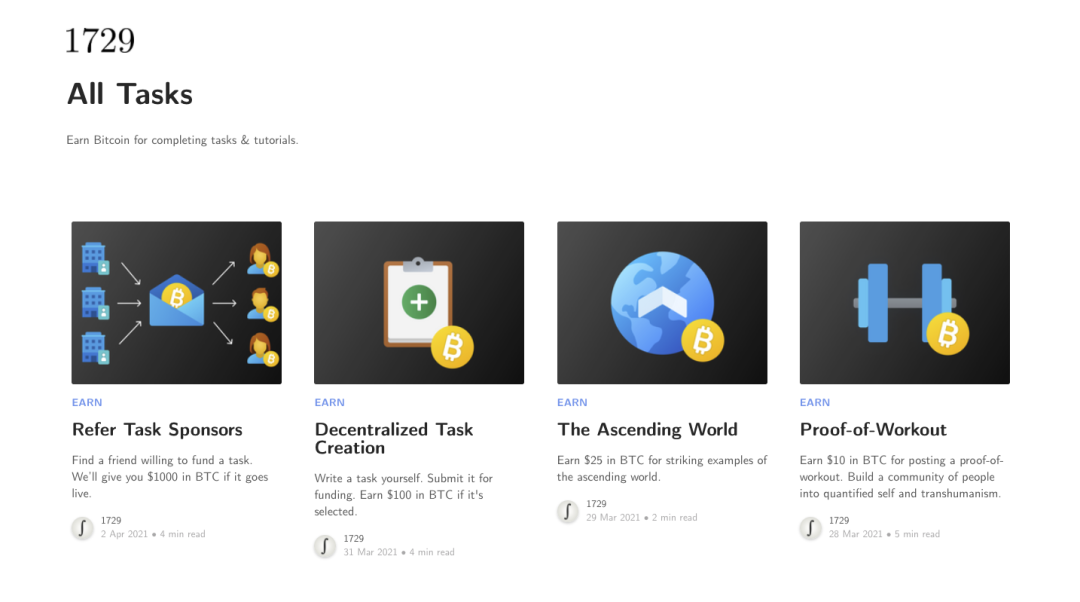 1729
All Tasks
Earn Bitcoin for completing tasks & tutorials.
EARN
Refer Task Sponsors
Find a friend willing to fund a task.
We'll give you $1000 in BTC if it goes
live.
1729
2 Apr 2021 • 4 min read
EARN
Decentralized Task
Creation
Write a task yourself. Submit it for
funding. Earn $100 in BTC if it's
selected.
1729
31 Mar 2021 • 4 min read
EARN
The Ascending World
Earn $25 in BTC for striking examples of
the ascending world.
1729
29 Mar 2021 • 2 min read
EARN
Proof-of-Workout
Earn $10 in BTC for posting a proof-of-
workout. Build a community of people
into quantified self and transhumanism.
1729
28 Mar 2021 • 5 min read